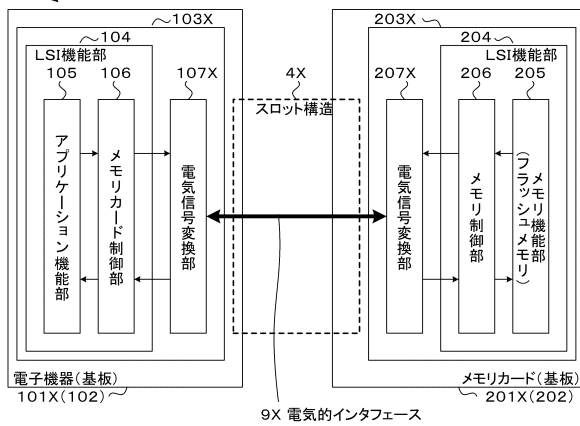 103X
104
LSI機能部
105
106
107X
アプリケーション機能部
メモリカード制御部
電気信号変換部
電子機器(基板)
101X(102)
4X
スロット構造
9X 電気的インタフェース
203X
204
LSI機能部
207X
206
205
電気信号変換部
メモリ制御部
メモリ機能部
(フラッシュメモリ)
メモリカード(基板)
201X(202)